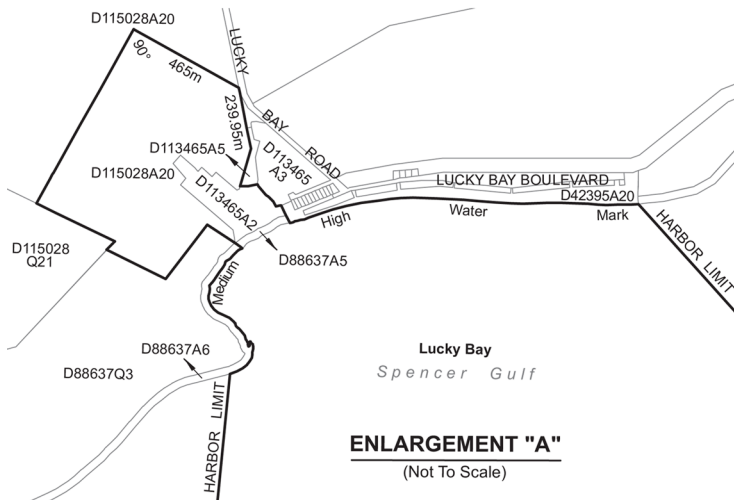 D115028A20
90°
465m
LUCKY
BAY
ROAD
239.95m
D113465A5
D113465
A3
D115028A20
D113465A2
LUCKY BAY BOULEVARD
D42395A20
High
Water
Mark
HARBOR LIMIT
D115028
Q21
D88637A5
Medium
D88637A6
D88637Q3
Lucky Bay
Spencer Gulf
HARBOR LIMIT
ENLARGEMENT "A"
(Not To Scale)